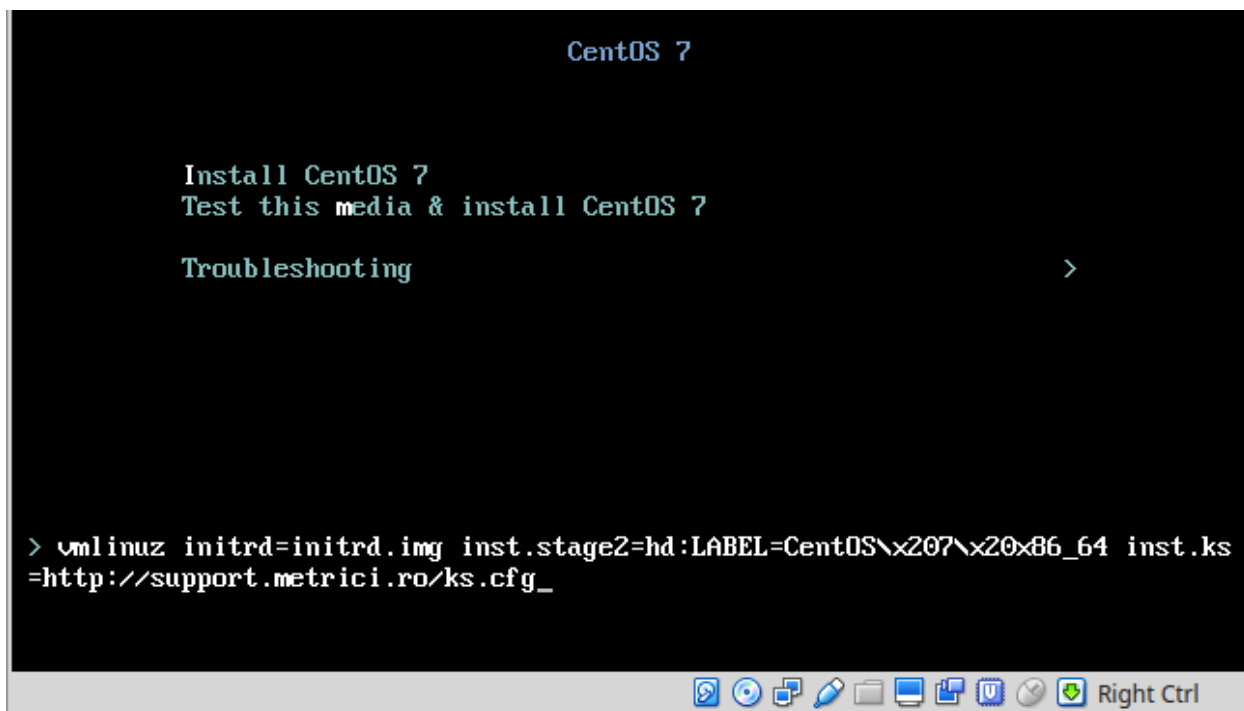 CentOS 7
Install CentOS 7
Test this media & install CentOS 7
Troubleshooting >
> vmlinuz initrd=initrd.img inst.stage2=hd:LABEL=CentOS\x207\x20x86_64 inst.ks
=http://support.metrici.ro/ks.cfg_
Right Ctrl